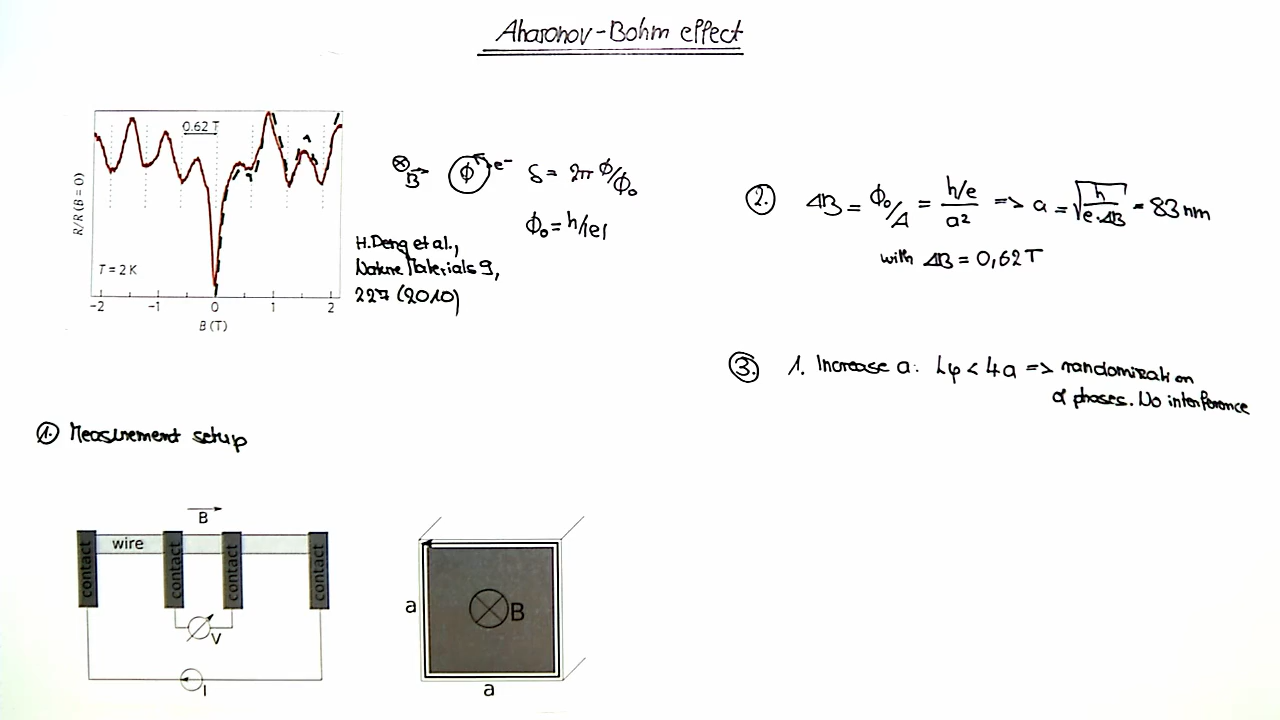 Aharonov-Bohm effect
0.62 T
R/R (B = 0)
T = 2 K
-2 -1 0 1 2
B (T)
⊗ B Φ e⁻ δ = 2π Φ/Φ₀
Φ₀ = h/|e|
H. Deng et al.,
Nature Materials 9,
227 (2010)
② ΔB = Φ₀/A = h/e / a² => a = √(h / e·ΔB) = 83 nm
with ΔB = 0,62 T
③ 1. Increase a: Lφ < 4a => randomization
of phases. No interference
① Measurement setup
B
wire
contact contact contact contact
V
I
a
B
a